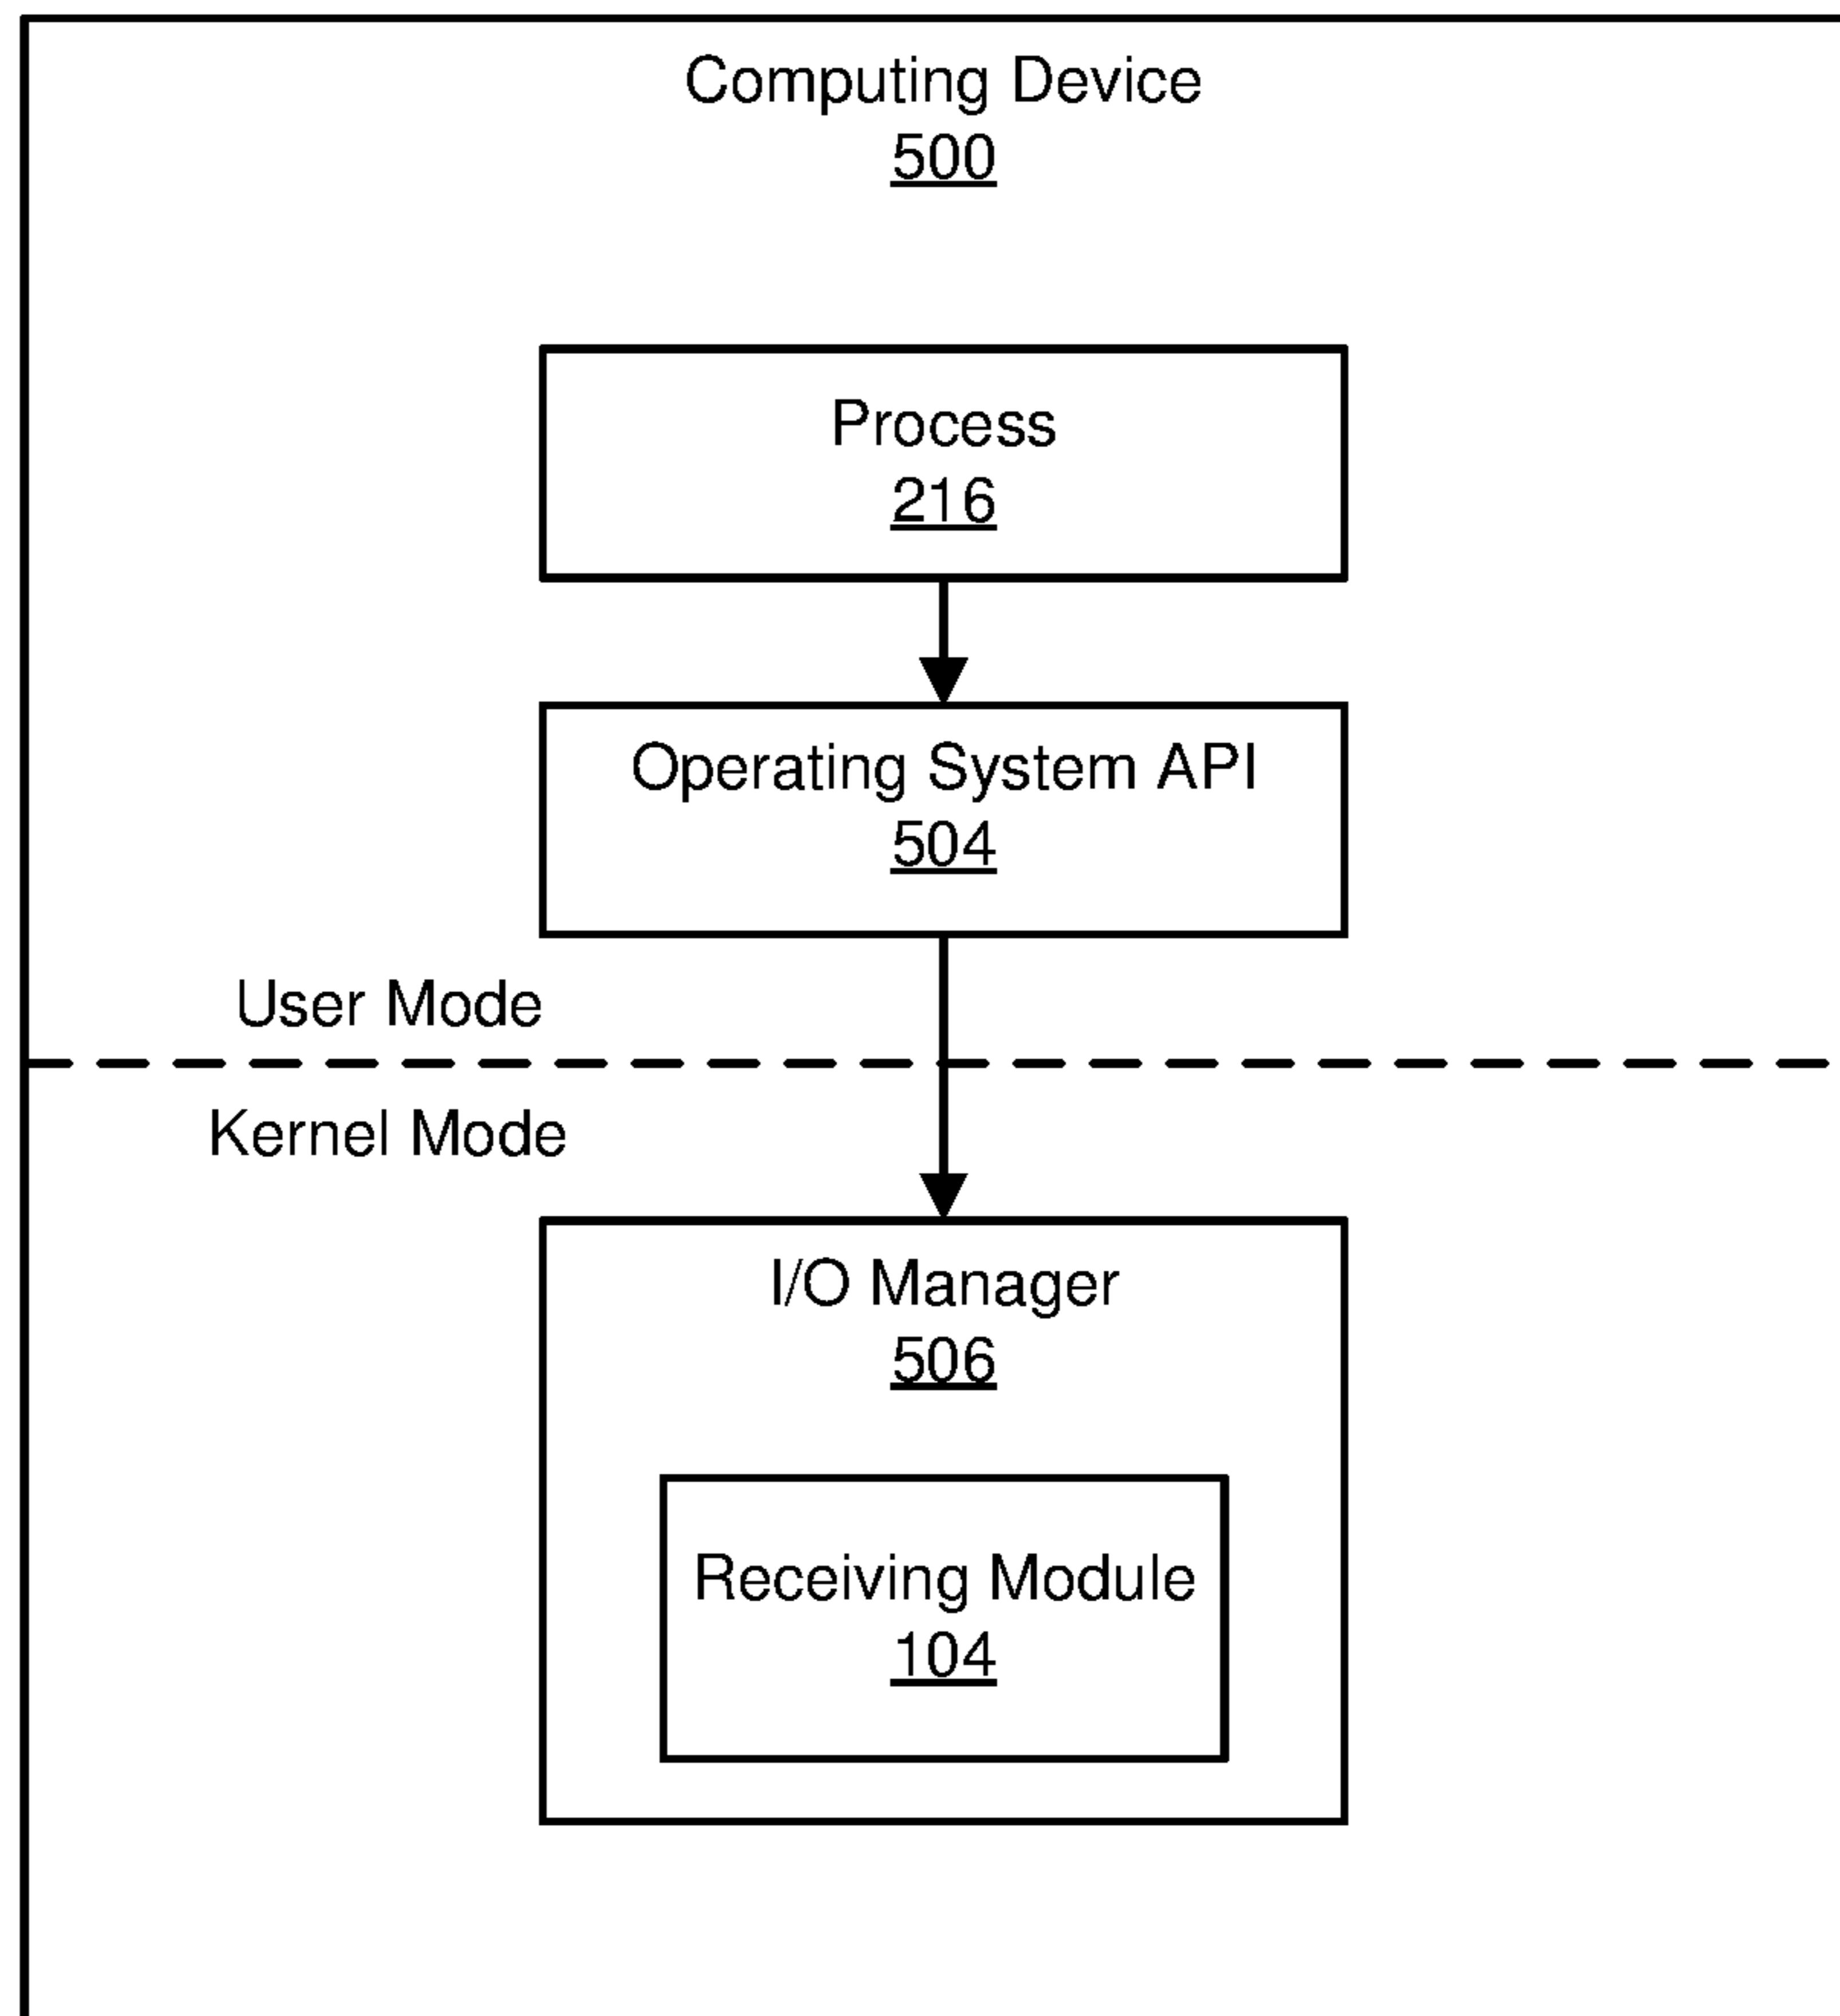 Computing Device
500
Process
216
Operating System API
504
User Mode
Kernel Mode
I/O Manager
506
Receiving Module
104